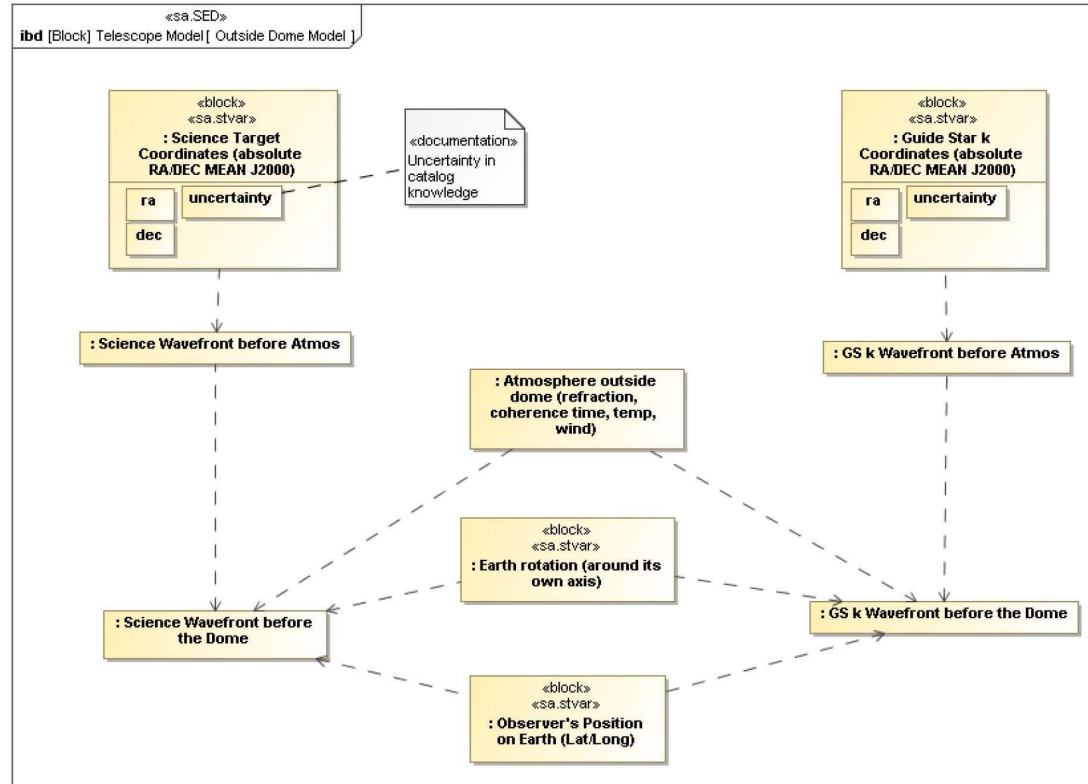 «sa.SED»
ibd [Block] Telescope Model[ Outside Dome Model ]
«block»
«sa.stvar»
: Science Target
Coordinates (absolute
RA/DEC MEAN J2000)
ra
uncertainty
dec
«documentation»
Uncertainty in
catalog
knowledge
«block»
«sa.stvar»
: Guide Star k
Coordinates (absolute
RA/DEC MEAN J2000)
ra
uncertainty
dec
: Science Wavefront before Atmos
: GS k Wavefront before Atmos
: Atmosphere outside
dome (refraction,
coherence time, temp,
wind)
«block»
«sa.stvar»
: Earth rotation (around its
own axis)
: Science Wavefront before
the Dome
: GS k Wavefront before the Dome
«block»
«sa.stvar»
: Observer's Position
on Earth (Lat/Long)